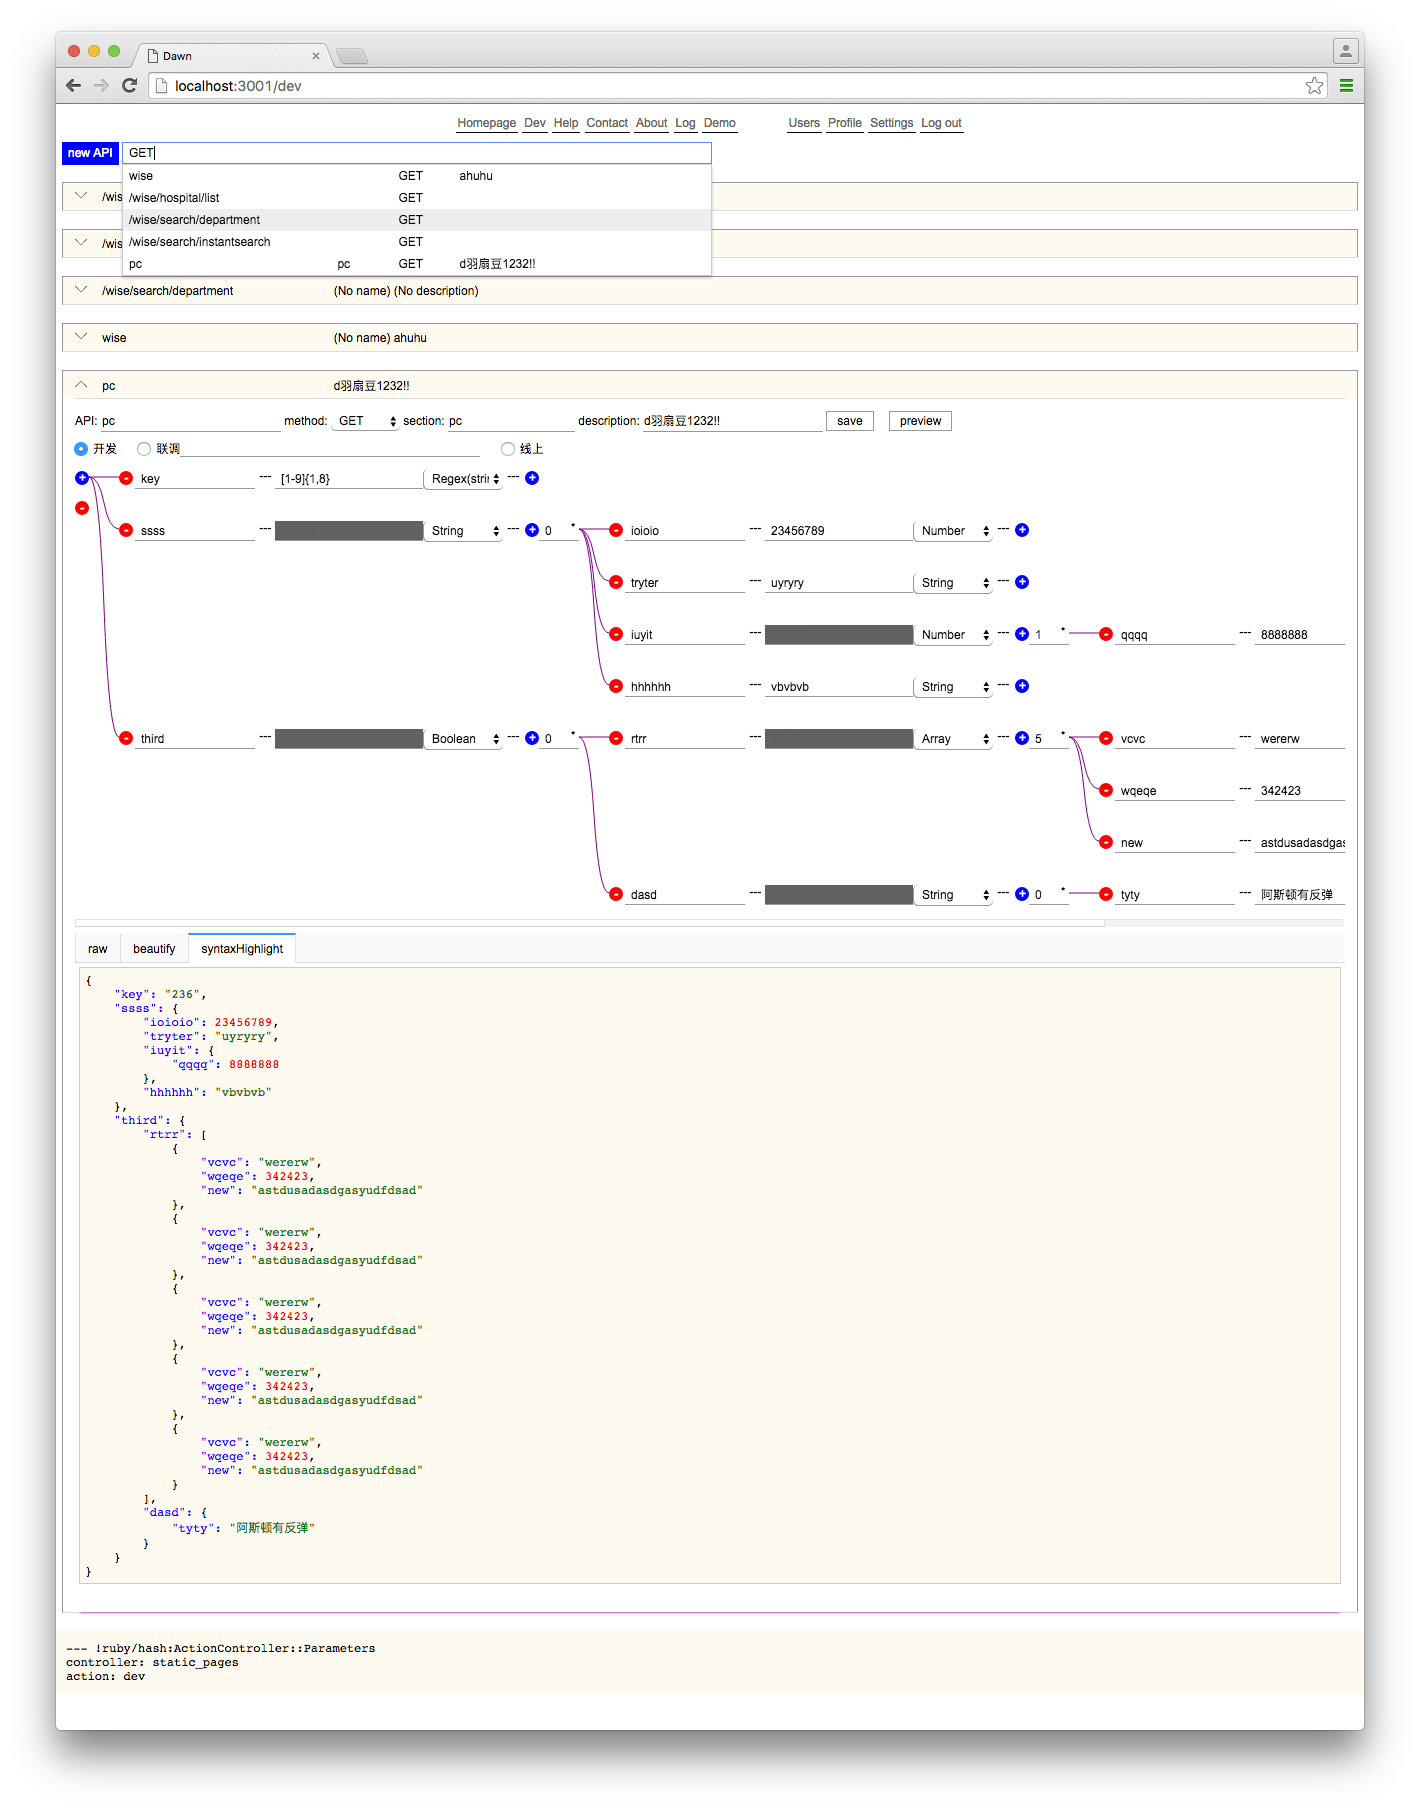 Dawn
localhost:3001/dev
Homepage Dev Help Contact About Log Demo Users Profile Settings Log out
new API GET
wise GET ahuhu
/wise/hospital/list GET
/wise/search/department GET
/wise/search/instantsearch GET
pc pc GET d羽扇豆1232!!
/wis
/wis
/wise/search/department (No name) (No description)
wise (No name) ahuhu
pc d羽扇豆1232!!
API: pc method: GET section: pc description: d羽扇豆1232!! save preview
开发 联调 线上
key --- [1-9]{1,8} Regex(strin ---
ssss --- String --- 0 * ioioio --- 23456789 Number ---
tryter --- uyryry String ---
iuyit --- Number --- 1 * qqqq --- 8888888
hhhhhh --- vbvbvb String ---
third --- Boolean --- 0 * rtrr --- Array --- 5 * vcvc --- wererw
wqeqe --- 342423
new --- astdusadasdgas
dasd --- String --- 0 * tyty --- 阿斯顿有反弹
raw beautify syntaxHighlight
{
"key": "236",
"ssss": {
"ioioio": 23456789,
"tryter": "uyryry",
"iuyit": {
"qqqq": 8888888
},
"hhhhhh": "vbvbvb"
},
"third": {
"rtrr": [
{
"vcvc": "wererw",
"wqeqe": 342423,
"new": "astdusadasdgasyudfdsad"
},
{
"vcvc": "wererw",
"wqeqe": 342423,
"new": "astdusadasdgasyudfdsad"
},
{
"vcvc": "wererw",
"wqeqe": 342423,
"new": "astdusadasdgasyudfdsad"
},
{
"vcvc": "wererw",
"wqeqe": 342423,
"new": "astdusadasdgasyudfdsad"
},
{
"vcvc": "wererw",
"wqeqe": 342423,
"new": "astdusadasdgasyudfdsad"
}
],
"dasd": {
"tyty": "阿斯顿有反弹"
}
}
}
--- !ruby/hash:ActionController::Parameters
controller: static_pages
action: dev